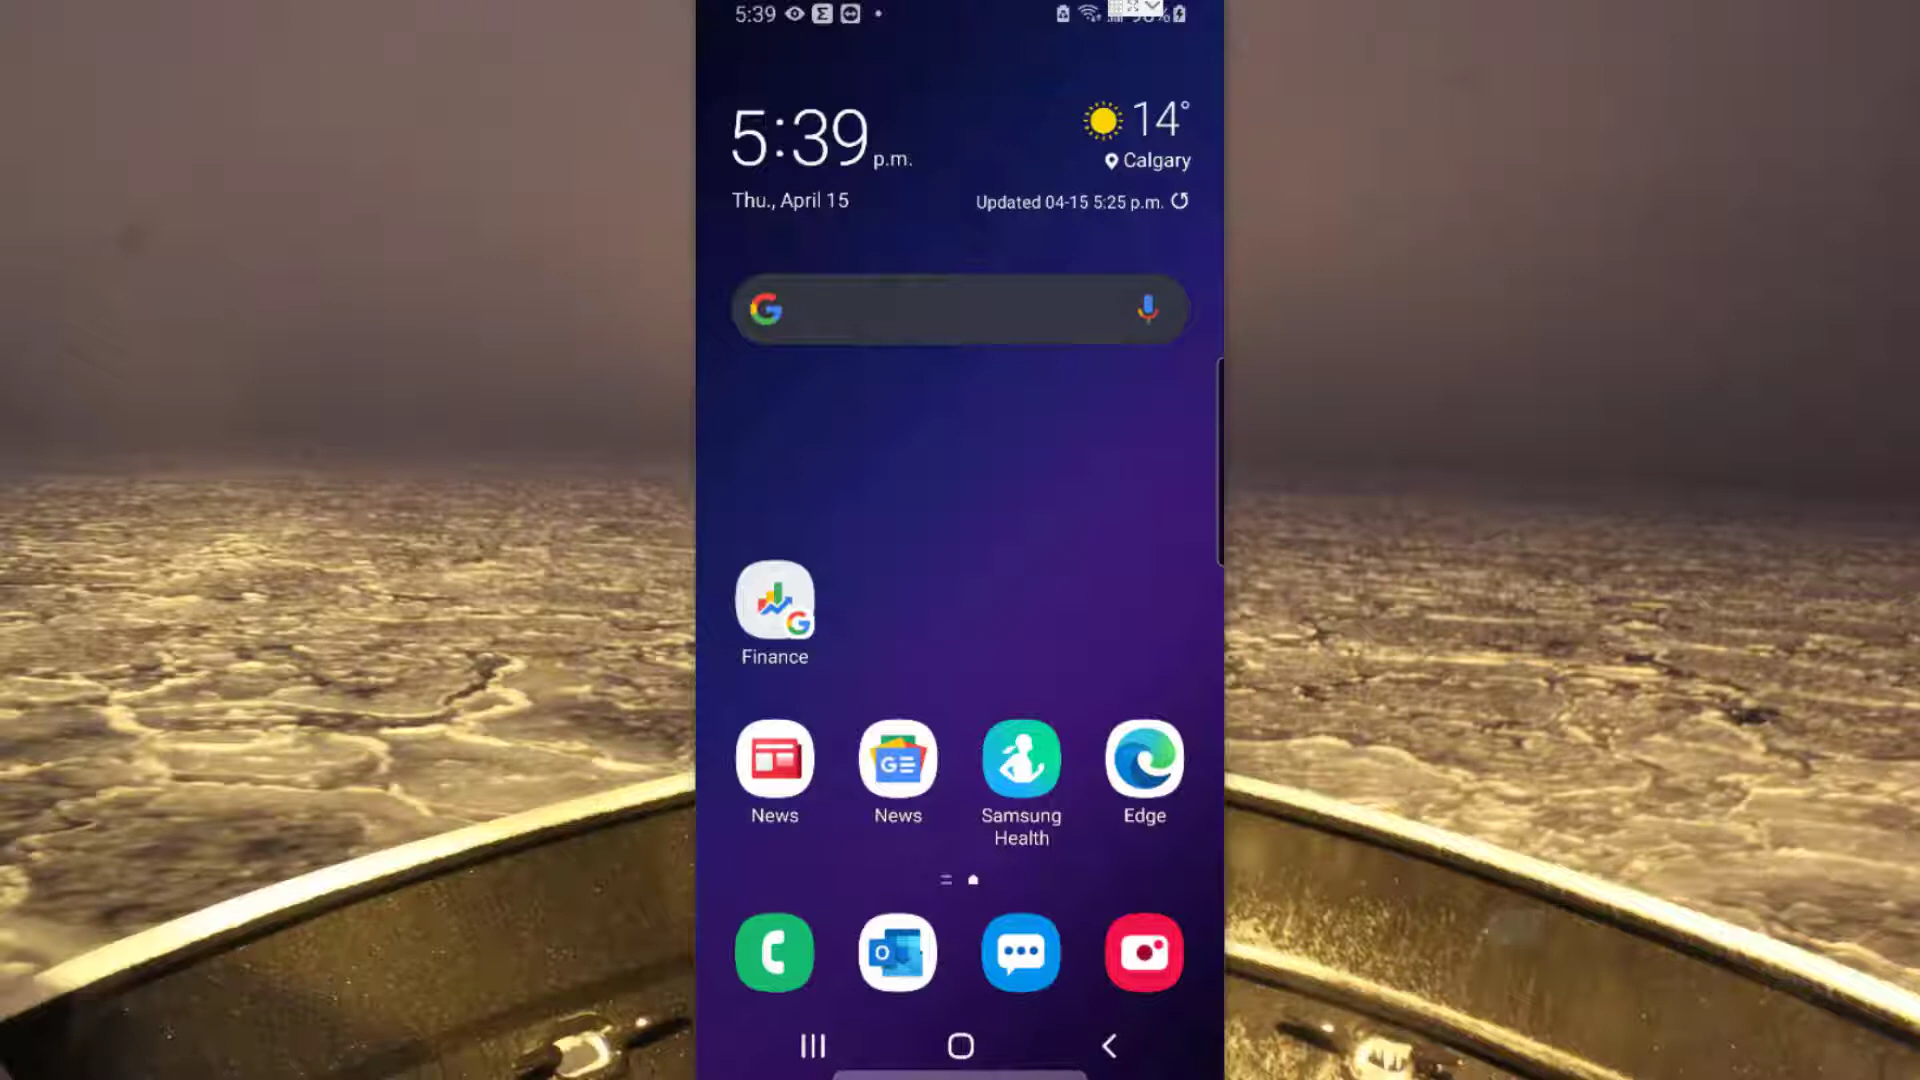 5:39
5:39 p.m.
14°
Calgary
Thu., April 15
Updated 04-15 5:25 p.m.
Finance
News
News
Samsung Health
Edge